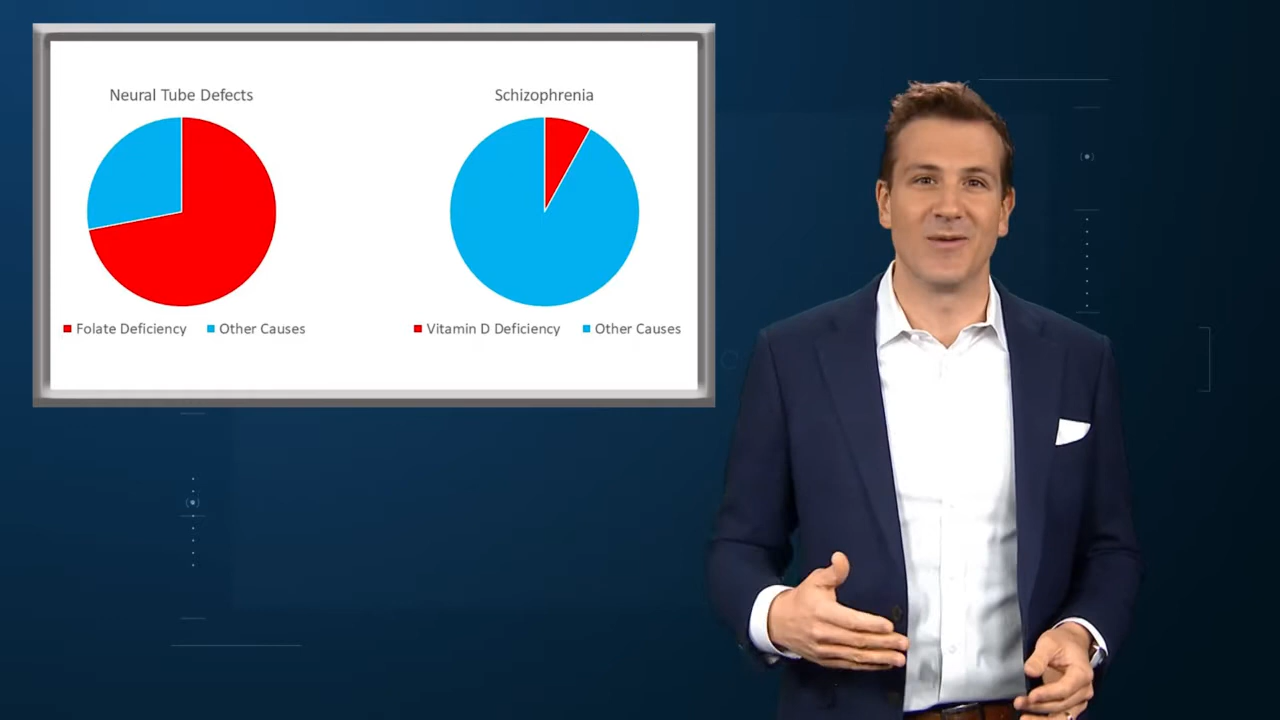 Neural Tube Defects
Schizophrenia
Folate Deficiency Other Causes
Vitamin D Deficiency Other Causes